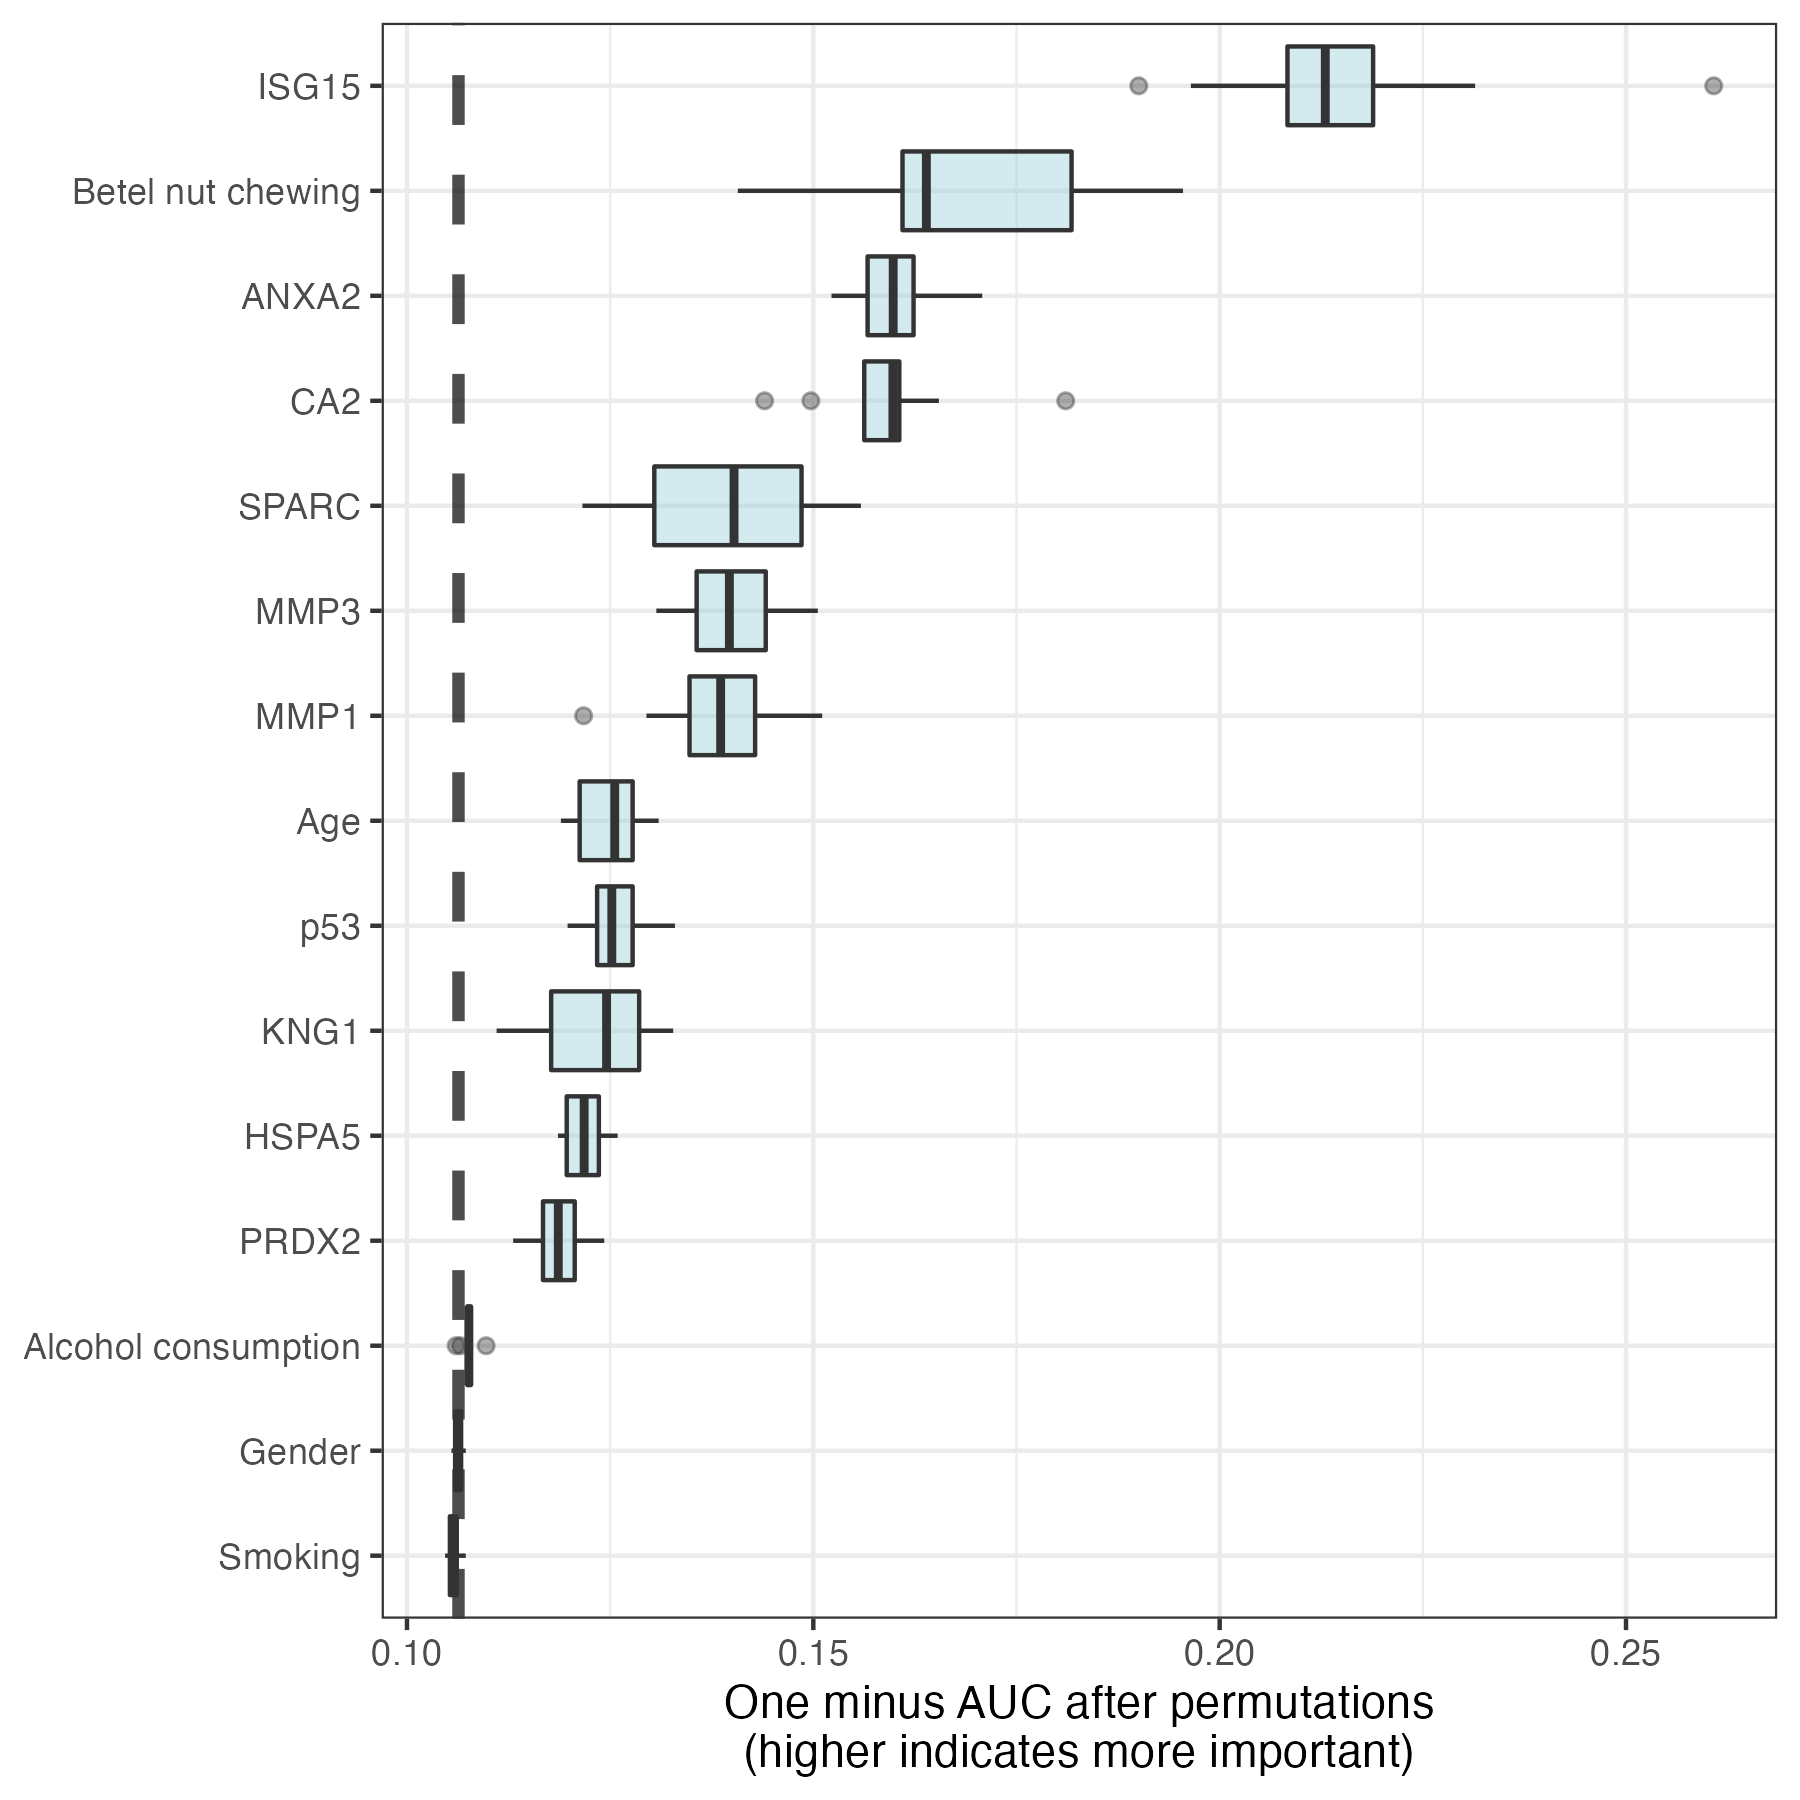 ISG15
Betel nut chewing
ANXA2
CA2
SPARC
MMP3
MMP1
Age
p53
KNG1
HSPA5
PRDX2
Alcohol consumption
Gender
Smoking
0.10 0.15 0.20 0.25
One minus AUC after permutations
(higher indicates more important)